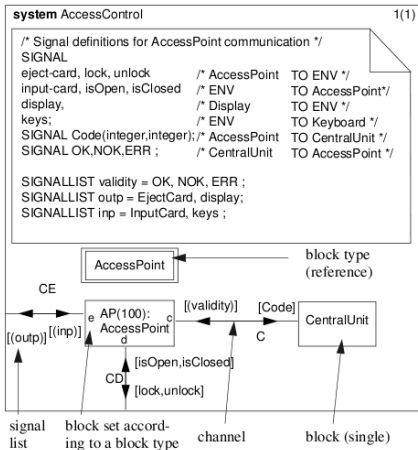 system AccessControl 1(1)
/* Signal definitions for AccessPoint communication */
SIGNAL
eject-card, lock, unlock /* AccessPoint TO ENV */
input-card, isOpen, isClosed /* ENV TO AccessPoint*/
display, /* Display TO ENV */
keys; /* ENV TO Keyboard */
SIGNAL Code(integer,integer); /* AccessPoint TO CentralUnit */
SIGNAL OK,NOK,ERR ; /* CentralUnit TO AccessPoint */
SIGNALLIST validity = OK, NOK, ERR ;
SIGNALLIST outp = EjectCard, display;
SIGNALLIST inp = InputCard, keys ;
AccessPoint
block type
(reference)
CE
[(outp)]
[(inp)]
e AP(100): c
AccessPoint
d
[(validity)]
[Code]
C
CentralUnit
[isOpen,isClosed]
CD
[lock,unlock]
signal
list
block set accord-
ing to a block type
channel
block (single)